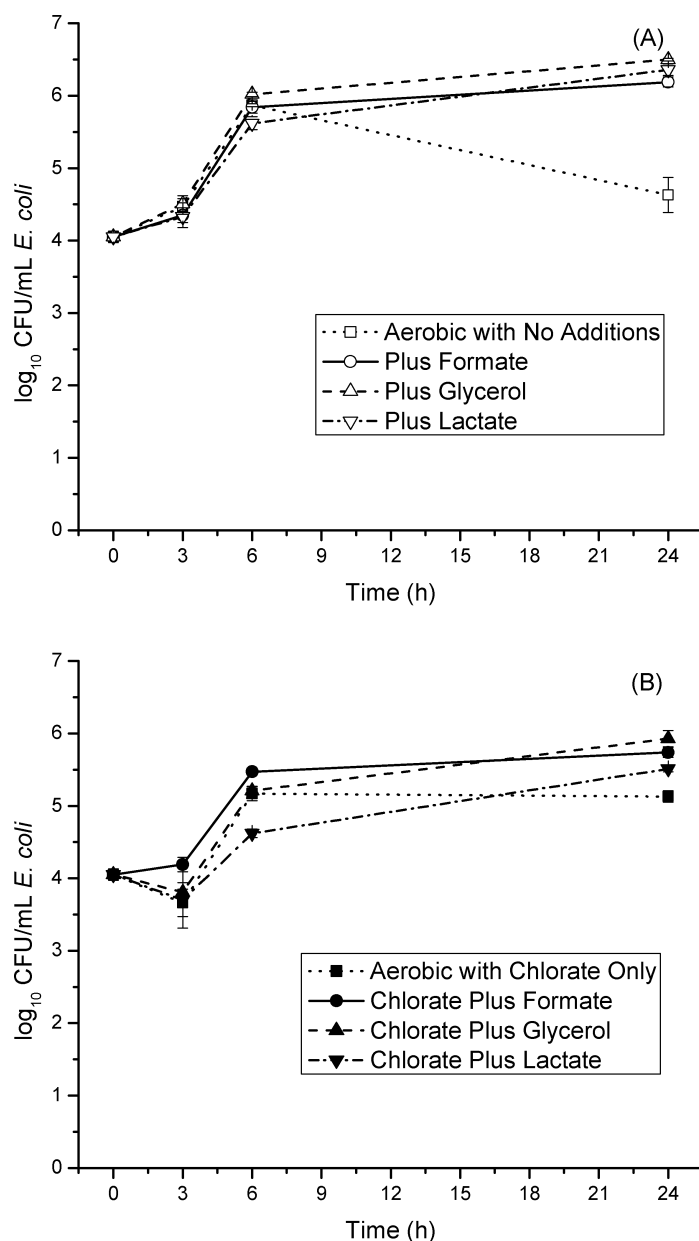 (A)
7
6
5
4
3
2
1
0
log10 CFU/mL E. coli
Aerobic with No Additions
Plus Formate
Plus Glycerol
Plus Lactate
0 3 6 9 12 15 18 21 24
Time (h)
(B)
7
6
5
4
3
2
1
0
log10 CFU/mL E. coli
Aerobic with Chlorate Only
Chlorate Plus Formate
Chlorate Plus Glycerol
Chlorate Plus Lactate
0 3 6 9 12 15 18 21 24
Time (h)